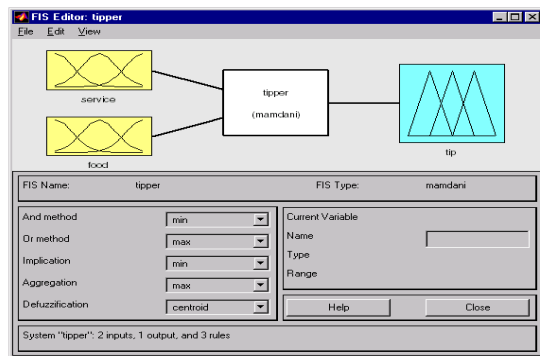 FIS Editor: tipper
File Edit View
service
food
tipper
(mamdani)
tip
FIS Name: tipper FIS Type: mamdani
And method min
Or method max
Implication min
Aggregation max
Defuzzification centroid
Current Variable
Name
Type
Range
Help Close
System "tipper": 2 inputs, 1 output, and 3 rules